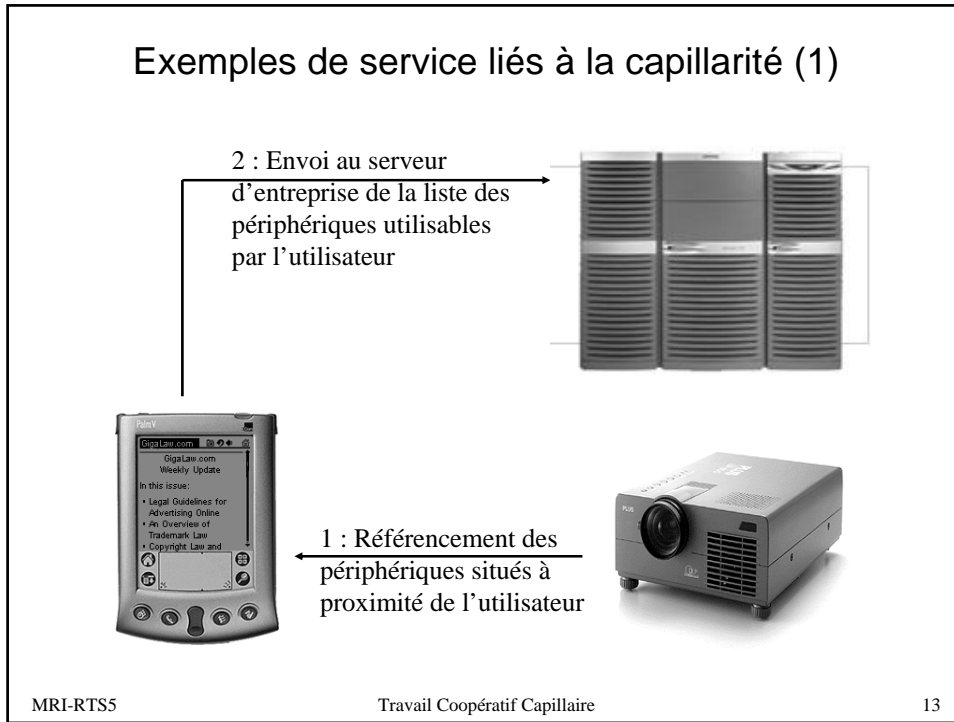 Exemples de service liés à la capillarité (1)
2 : Envoi au serveur
d’entreprise de la liste des
périphériques utilisables
par l’utilisateur
PalmV
GigaLaw.com
GigaLaw.com
Weekly Update
In this issue:
• Legal Guidelines for
Advertising Online
• An Overview of
Trademark Law
• Copyright Law and
PLUS
1 : Référencement des
périphériques situés à
proximité de l’utilisateur
MRI-RTS5
Travail Coopératif Capillaire
13